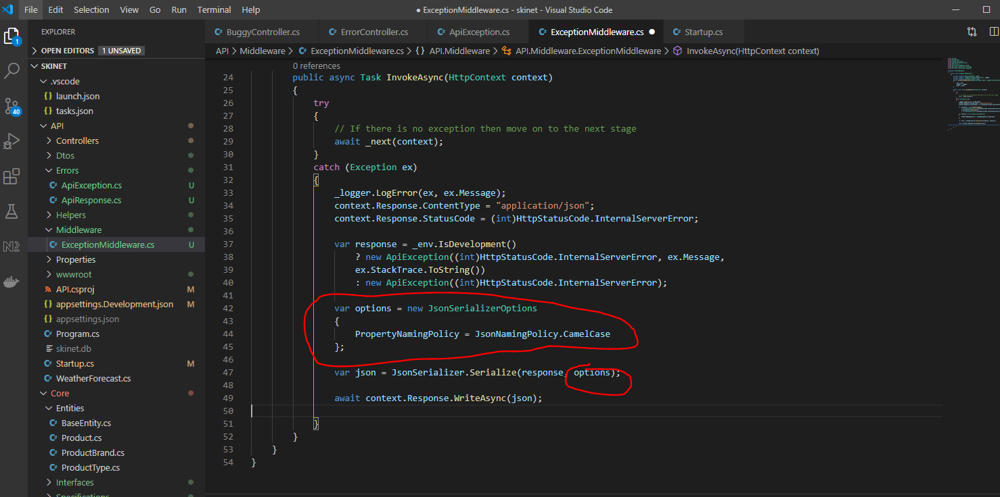 File Edit Selection View Go Run Terminal Help
● ExceptionMiddleware.cs - skinet - Visual Studio Code
EXPLORER
BuggyController.cs ErrorController.cs ApiException.cs ExceptionMiddleware.cs Startup.cs
OPEN EDITORS 1 UNSAVED
API > Middleware > ExceptionMiddleware.cs > {} API.Middleware > API.Middleware.ExceptionMiddleware > InvokeAsync(HttpContext context)
1
40
SKINET
.vscode
{} launch.json
{} tasks.json
API
Controllers
Dtos
Errors
ApiException.cs U
ApiResponse.cs U
Helpers
Middleware
ExceptionMiddleware.cs U
Properties
wwwroot
API.csproj M
{} appsettings.Development.json M
{} appsettings.json
Program.cs
skinet.db
Startup.cs M
WeatherForecast.cs
Core
Entities
BaseEntity.cs
Product.cs
ProductBrand.cs
ProductType.cs
Interfaces
Specifications
0 references
24 public async Task InvokeAsync(HttpContext context)
25 {
26 try
27 {
28 // If there is no exception then move on to the next stage
29 await _next(context);
30 }
31 catch (Exception ex)
32 {
33 _logger.LogError(ex, ex.Message);
34 context.Response.ContentType = "application/json";
35 context.Response.StatusCode = (int)HttpStatusCode.InternalServerError;
36
37 var response = _env.IsDevelopment()
38 ? new ApiException((int)HttpStatusCode.InternalServerError, ex.Message,
39 ex.StackTrace.ToString())
40 : new ApiException((int)HttpStatusCode.InternalServerError);
41
42 var options = new JsonSerializerOptions
43 {
44 PropertyNamingPolicy = JsonNamingPolicy.CamelCase
45 };
46
47 var json = JsonSerializer.Serialize(response, options);
48
49 await context.Response.WriteAsync(json);
50
51 }
52 }
53 }
54 }